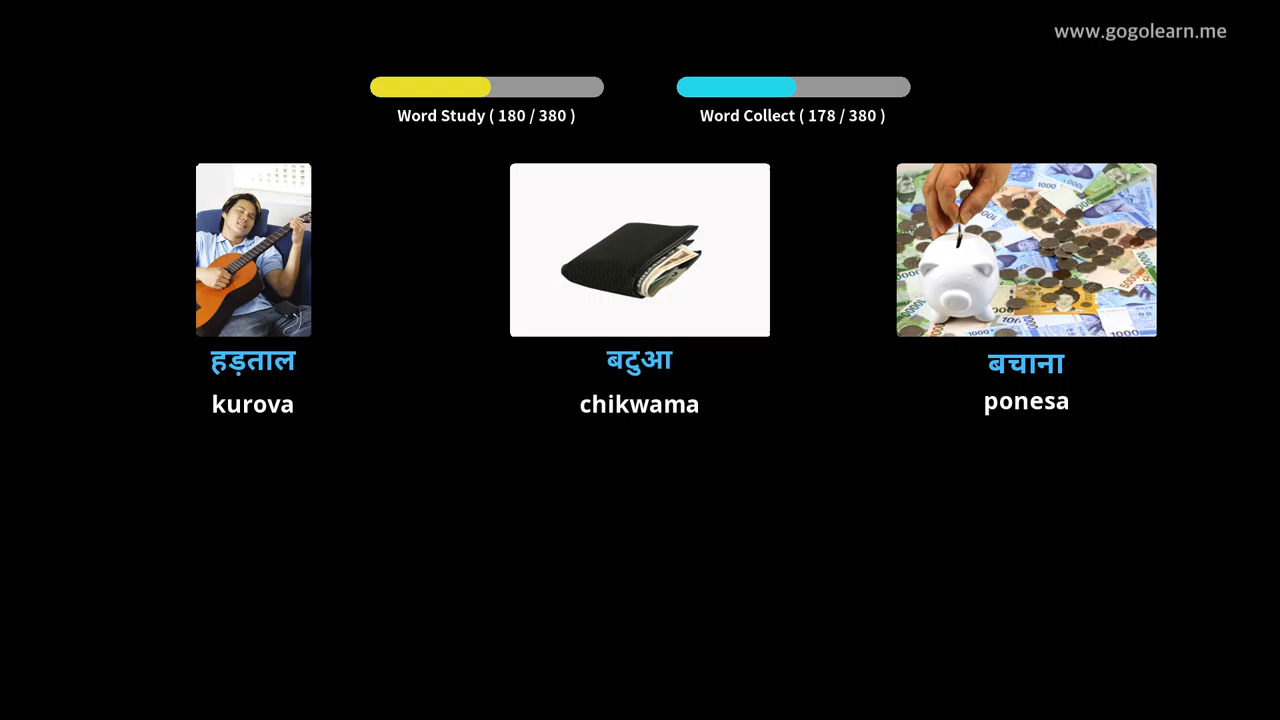 www.gogolearn.me
Word Study ( 180 / 380 )
Word Collect ( 178 / 380 )
हड़ताल
बटुआ
बचाना
kurova
chikwama
ponesa